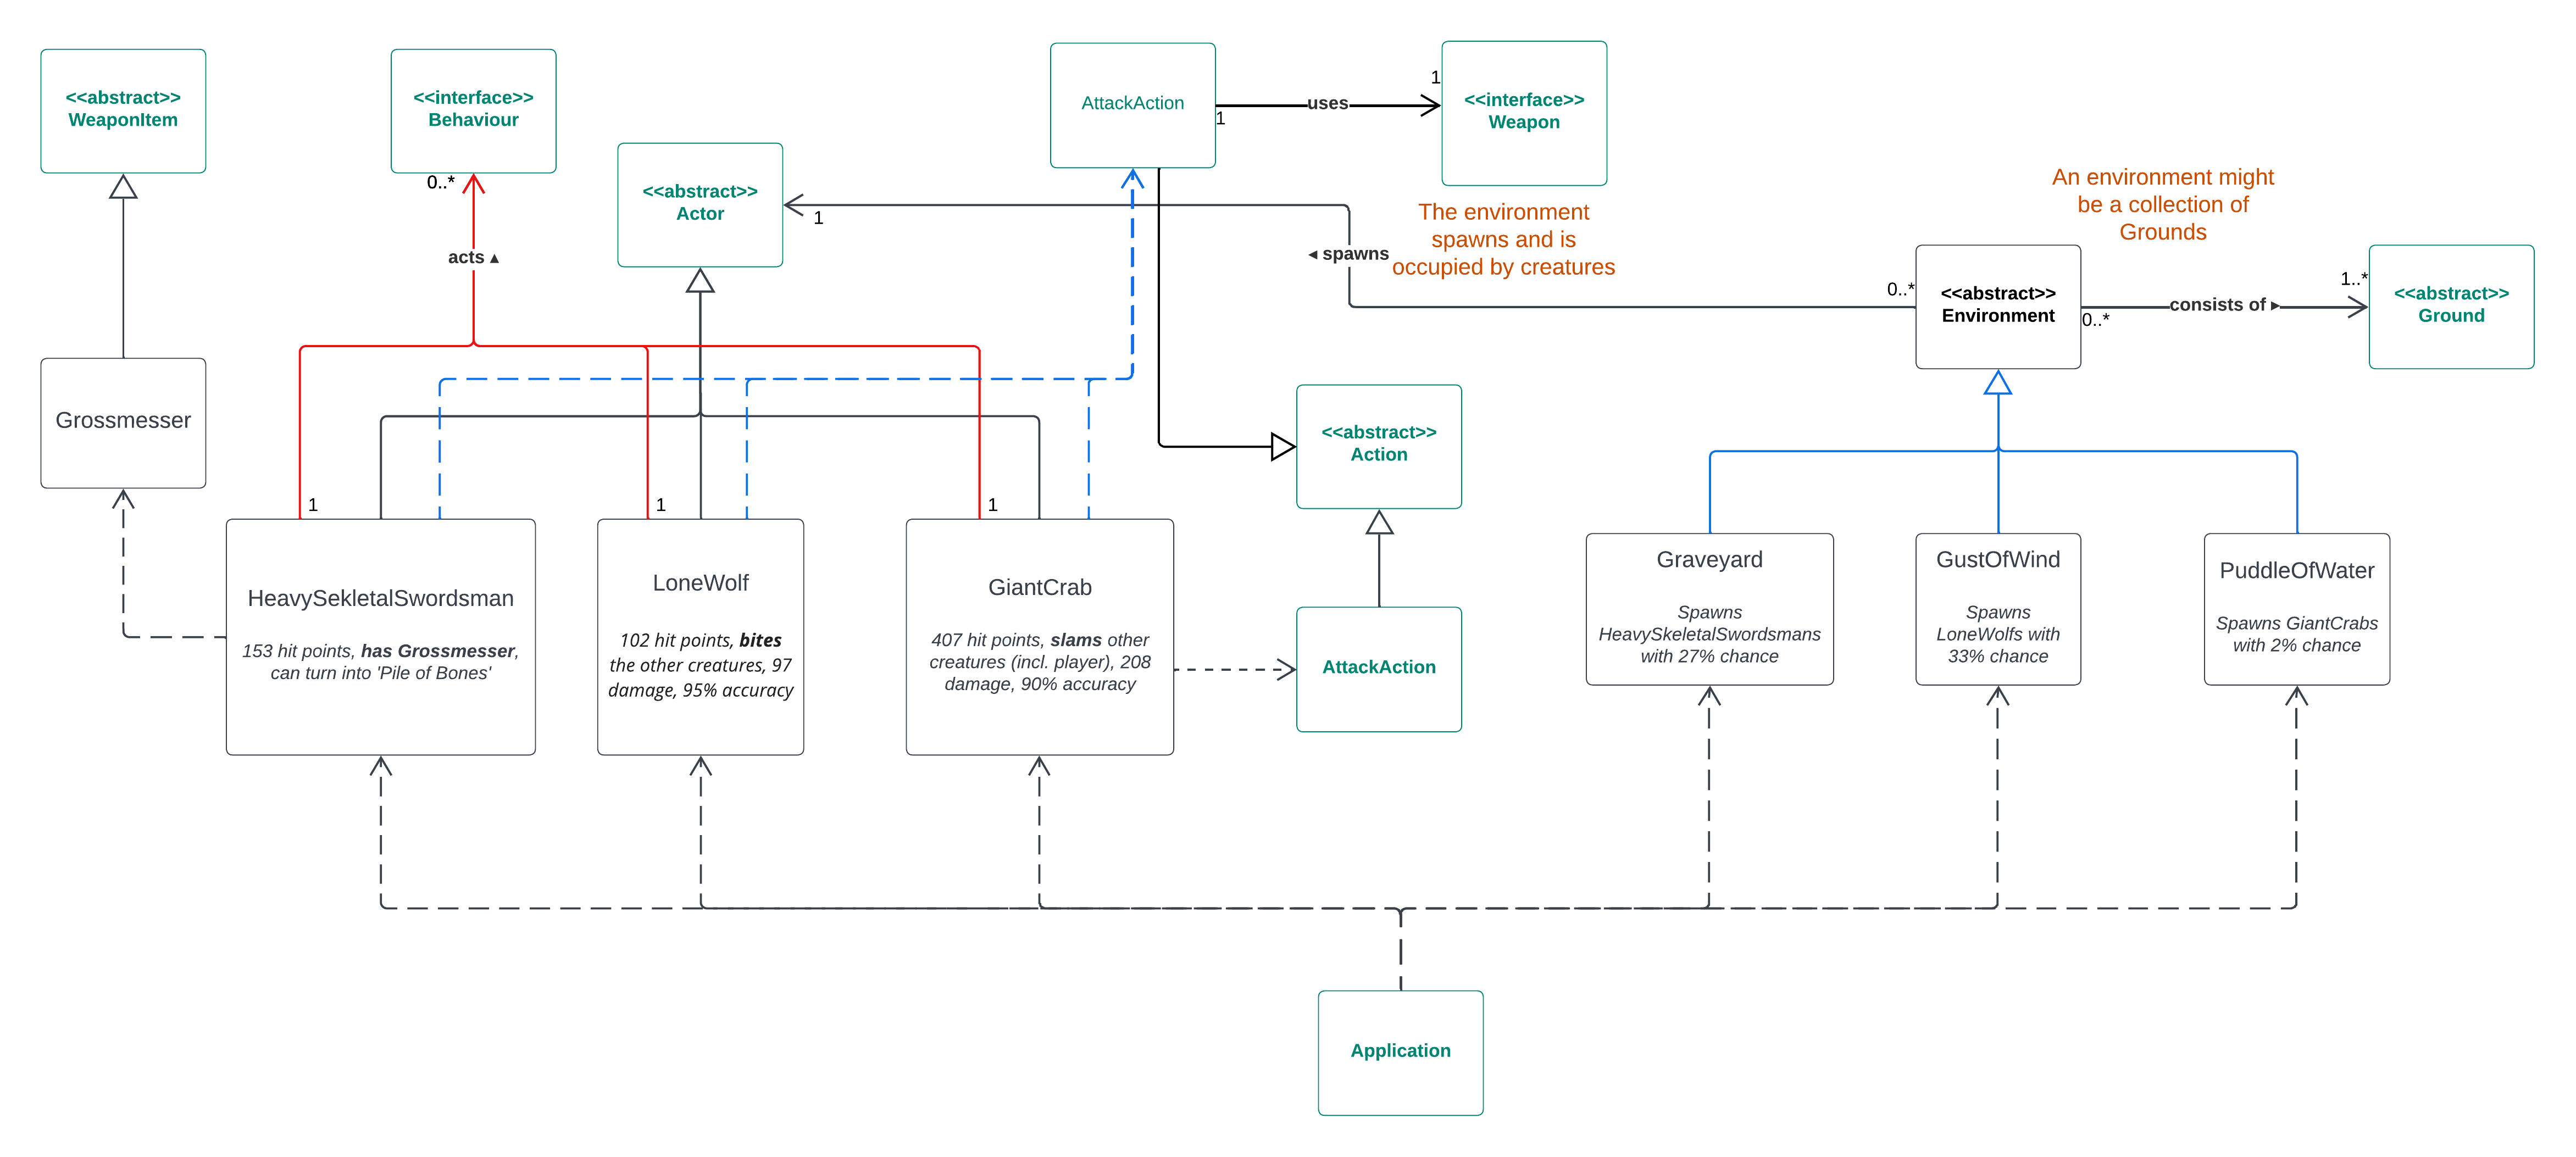 <<abstract>>
WeaponItem
<<interface>>
Behaviour
0..*
acts ▲
<<abstract>>
Actor
1
AttackAction
1
uses
1
<<interface>>
Weapon
The environment
spawns and is
occupied by creatures
◄ spawns
An environment might
be a collection of
Grounds
0..*
<<abstract>>
Environment
0..*
consists of ►
1..*
<<abstract>>
Ground
Grossmesser
<<abstract>>
Action
1
1
1
HeavySekletalSwordsman
153 hit points, has Grossmesser,
can turn into 'Pile of Bones'
LoneWolf
102 hit points, bites
the other creatures, 97
damage, 95% accuracy
GiantCrab
407 hit points, slams other
creatures (incl. player), 208
damage, 90% accuracy
AttackAction
Graveyard
Spawns
HeavySkeletalSwordsmans
with 27% chance
GustOfWind
Spawns
LoneWolfs with
33% chance
PuddleOfWater
Spawns GiantCrabs
with 2% chance
Application